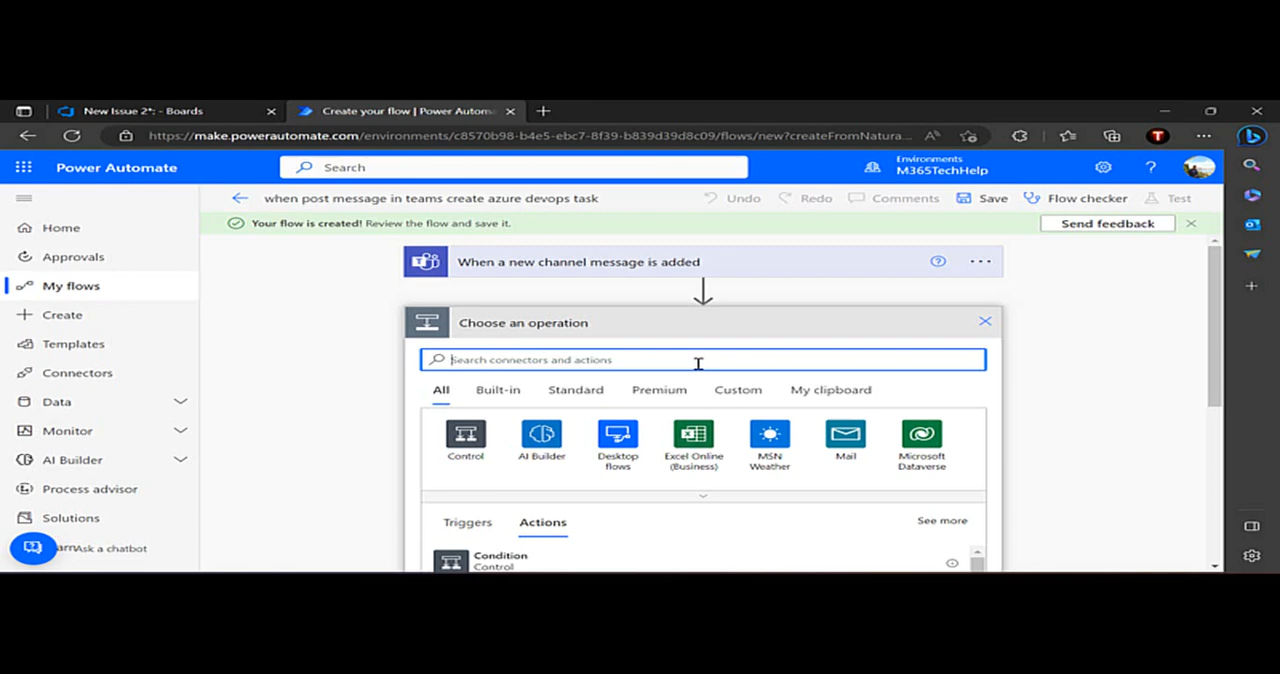 New Issue 2*: - Boards
Create your flow | Power Autom
https://make.powerautomate.com/environments/c8570b98-b4e5-ebc7-8f39-b839d39d8c09/flows/new?createFromNatura...
Power Automate
Search
Environments
M365TechHelp
when post message in teams create azure devops task
Undo
Redo
Comments
Save
Flow checker
Test
Your flow is created! Review the flow and save it.
Send feedback
Home
Approvals
My flows
Create
Templates
Connectors
Data
Monitor
AI Builder
Process advisor
Solutions
Ask a chatbot
When a new channel message is added
Choose an operation
Search connectors and actions
All Built-in Standard Premium Custom My clipboard
Control
AI Builder
Desktop
flows
Excel Online
(Business)
MSN
Weather
Mail
Microsoft
Dataverse
Triggers Actions See more
Condition
Control